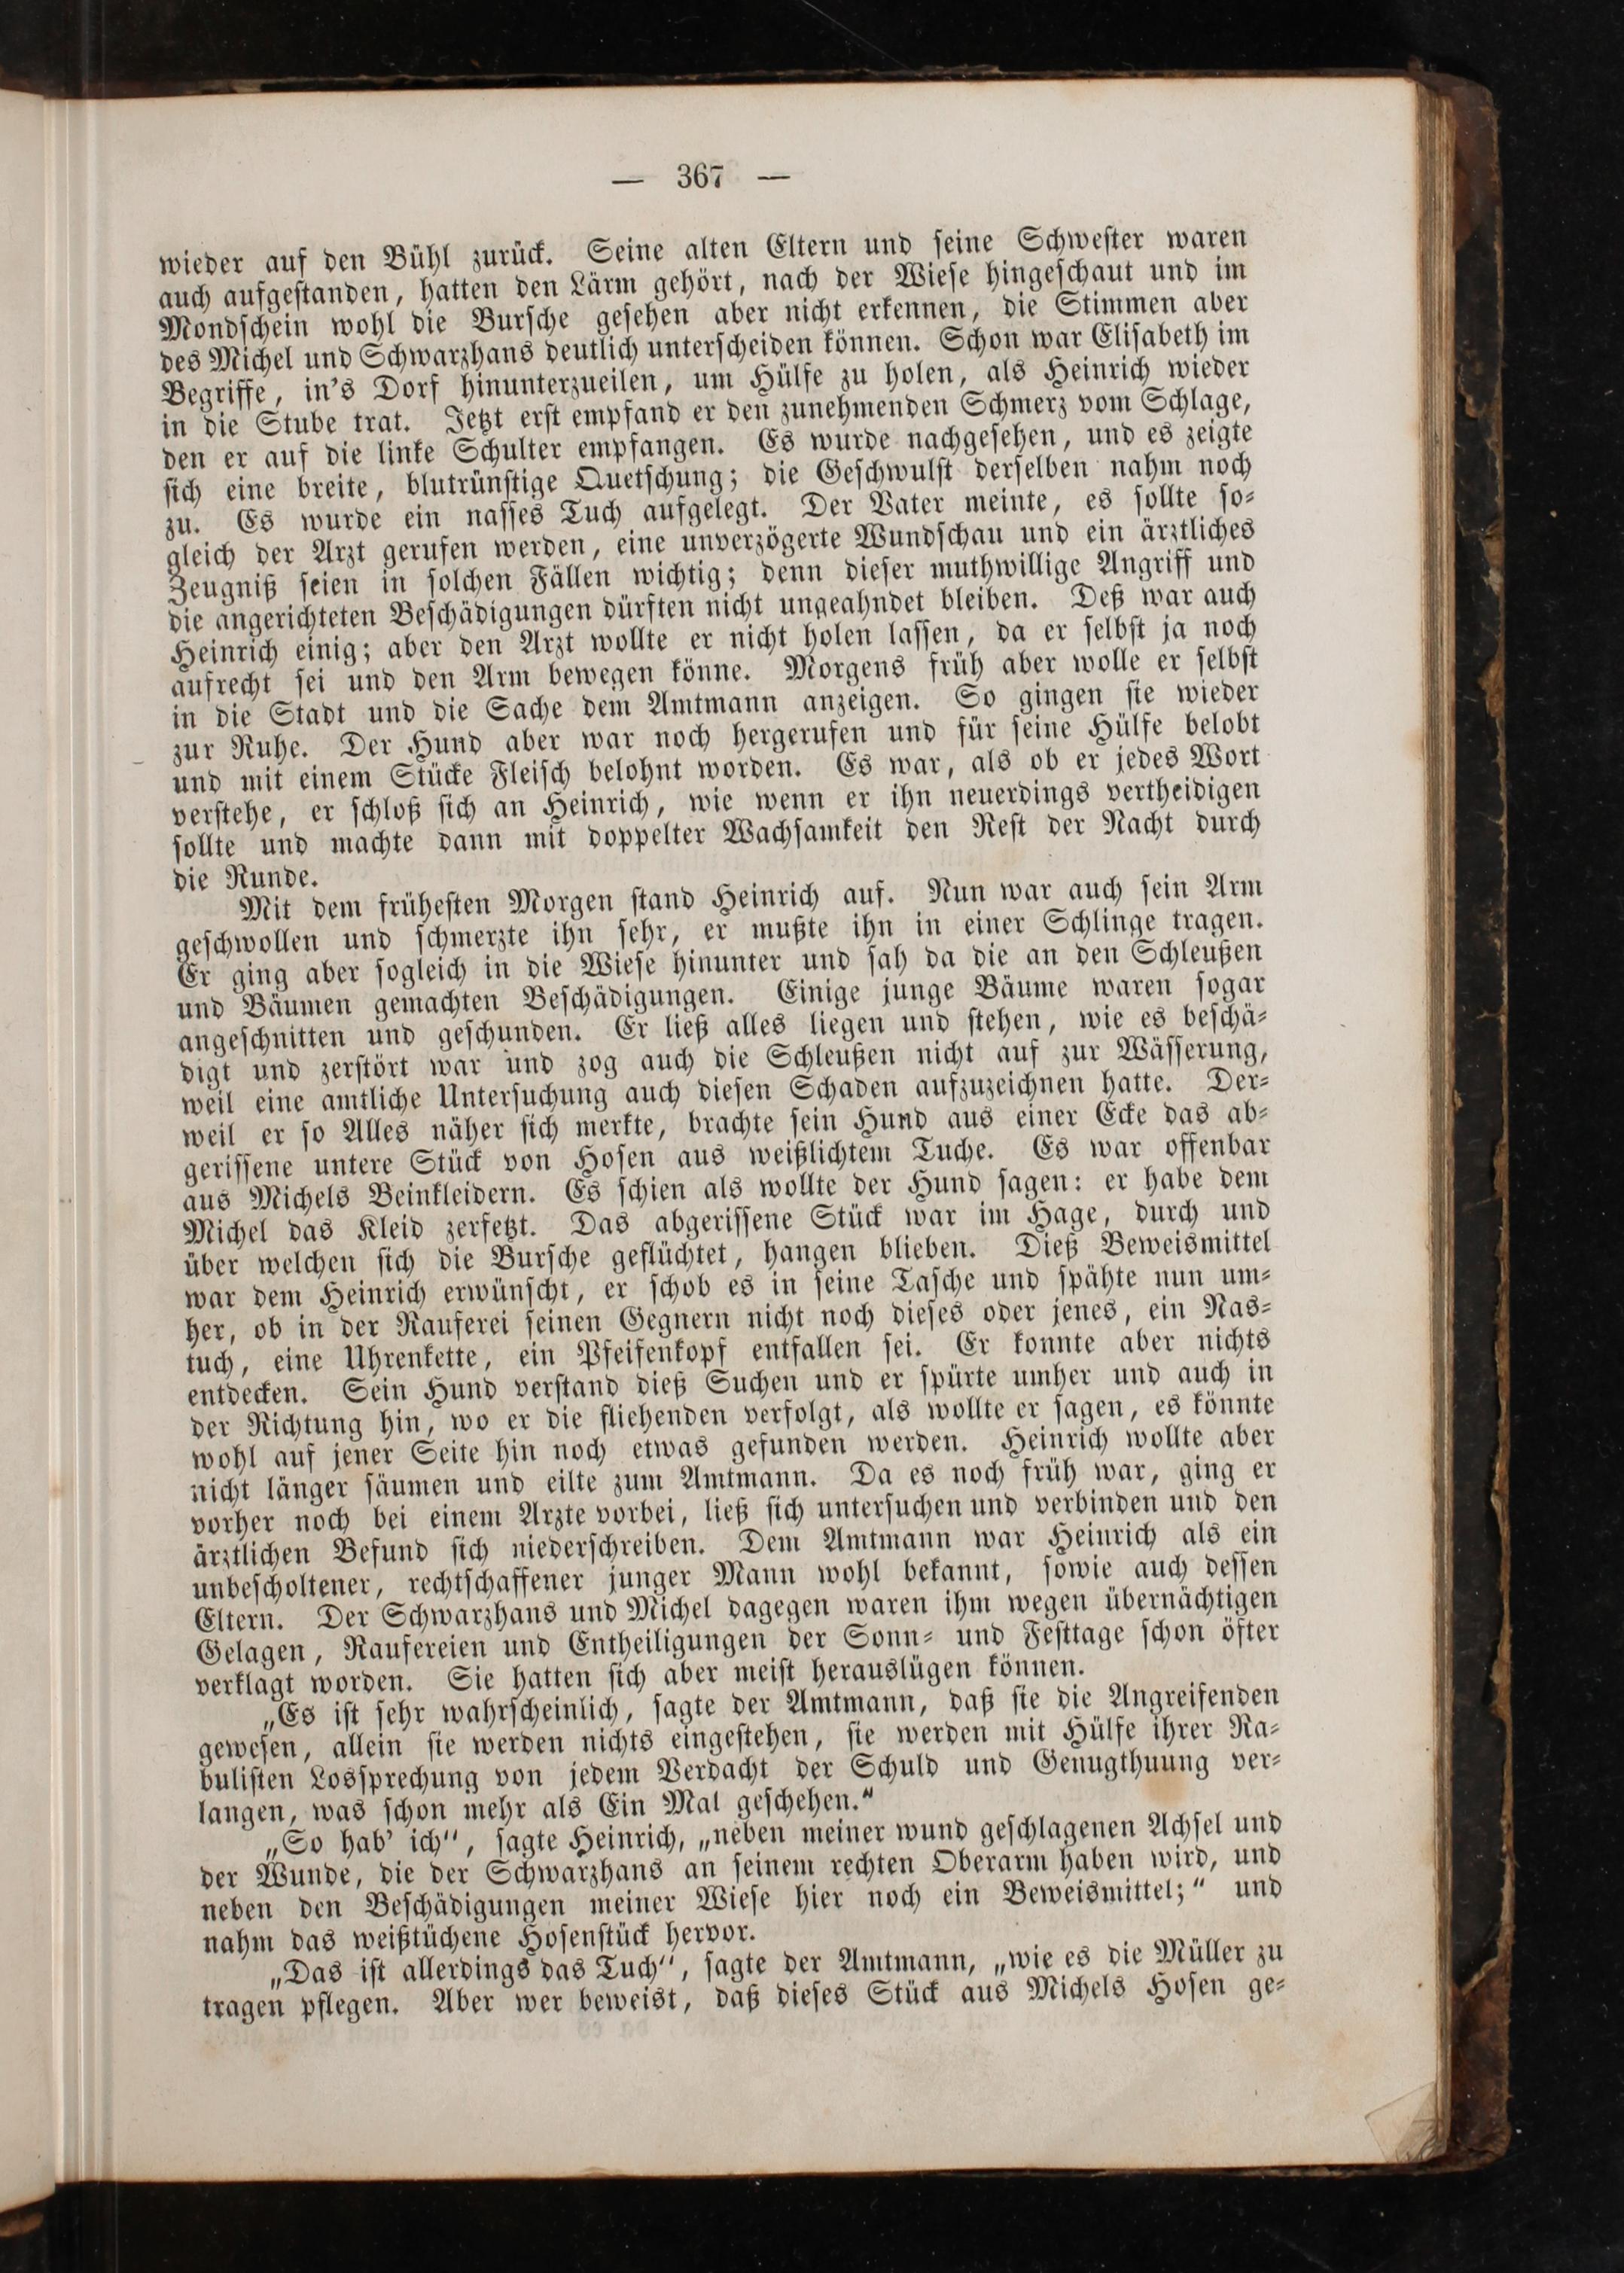 — 367 —
wieder auf den Bühl zurück. Seine alten Eltern und seine Schwester waren
auch aufgestanden, hatten den Lärm gehört, nach der Wiese hingeschaut und im
Mondschein wohl die Bursche gesehen aber nicht erkennen, die Stimmen aber
des Michel und Schwarzhans deutlich unterscheiden können. Schon war Elisabeth im
Begriffe, in's Dorf hinunterzueilen, um Hülfe zu holen, als Heinrich wieder
in die Stube trat. Jetzt erst empfand er den zunehmenden Schmerz vom Schlage,
den er auf die linke Schulter empfangen. Es wurde nachgesehen, und es zeigte
sich eine breite, blutrünstige Quetschung; die Geschwulst derselben nahm noch
zu. Es wurde ein nasses Tuch aufgelegt. Der Vater meinte, es sollte so-
gleich der Arzt gerufen werden, eine unverzögerte Wundschau und ein ärztliches
Zeugniß seien in solchen Fällen wichtig; denn dieser muthwillige Angriff und
die angerichteten Beschädigungen dürften nicht ungeahndet bleiben. Deß war auch
Heinrich einig; aber den Arzt wollte er nicht holen lassen, da er selbst ja noch
aufrecht sei und den Arm bewegen könne. Morgens früh aber wolle er selbst
in die Stadt und die Sache dem Amtmann anzeigen. So gingen sie wieder
zur Ruhe. Der Hund aber war noch hergerufen und für seine Hülfe belobt
und mit einem Stücke Fleisch belohnt worden. Es war, als ob er jedes Wort
verstehe, er schloß sich an Heinrich, wie wenn er ihn neuerdings vertheidigen
sollte und machte dann mit doppelter Wachsamkeit den Rest der Nacht durch
die Runde.
Mit dem frühesten Morgen stand Heinrich auf. Nun war auch sein Arm
geschwollen und schmerzte ihn sehr, er mußte ihn in einer Schlinge tragen.
Er ging aber sogleich in die Wiese hinunter und sah da die an den Schleußen
und Bäumen gemachten Beschädigungen. Einige junge Bäume waren sogar
angeschnitten und geschunden. Er ließ alles liegen und stehen, wie es beschä-
digt und zerstört war und zog auch die Schleußen nicht auf zur Wässerung,
weil eine amtliche Untersuchung auch diesen Schaden aufzuzeichnen hatte. Der-
weil er so Alles näher sich merkte, brachte sein Hund aus einer Ecke das ab-
gerissene untere Stück von Hosen aus weißlichtem Tuche. Es war offenbar
aus Michels Beinkleidern. Es schien als wollte der Hund sagen: er habe dem
Michel das Kleid zerfetzt. Das abgerissene Stück war im Hage, durch und
über welchen sich die Bursche geflüchtet, hangen blieben. Dieß Beweismittel
war dem Heinrich erwünscht, er schob es in seine Tasche und spähte nun um-
her, ob in der Rauferei seinen Gegnern nicht noch dieses oder jenes, ein Nas-
tuch, eine Uhrenkette, ein Pfeifenkopf entfallen sei. Er konnte aber nichts
entdecken. Sein Hund verstand dieß Suchen und er spürte umher und auch in
der Richtung hin, wo er die fliehenden verfolgt, als wollte er sagen, es könnte
wohl auf jener Seite hin noch etwas gefunden werden. Heinrich wollte aber
nicht länger säumen und eilte zum Amtmann. Da es noch früh war, ging er
vorher noch bei einem Arzte vorbei, ließ sich untersuchen und verbinden und den
ärztlichen Befund sich niederschreiben. Dem Amtmann war Heinrich als ein
unbescholtener, rechtschaffener junger Mann wohl bekannt, sowie auch dessen
Eltern. Der Schwarzhans und Michel dagegen waren ihm wegen übernächtigen
Gelagen, Raufereien und Entheiligungen der Sonn- und Festtage schon öfter
verklagt worden. Sie hatten sich aber meist herauslügen können.
„Es ist sehr wahrscheinlich, sagte der Amtmann, daß sie die Angreifenden
gewesen, allein sie werden nichts eingestehen, sie werden mit Hülfe ihrer Ra-
bulisten Lossprechung von jedem Verdacht der Schuld und Genugthuung ver-
langen, was schon mehr als Ein Mal geschehen.“
„So hab' ich“, sagte Heinrich, „neben meiner wund geschlagenen Achsel und
der Wunde, die der Schwarzhans an seinem rechten Oberarm haben wird, und
neben den Beschädigungen meiner Wiese hier noch ein Beweismittel;“ und
nahm das weißtüchene Hosenstück hervor.
„Das ist allerdings das Tuch“, sagte der Amtmann, „wie es die Müller zu
tragen pflegen. Aber wer beweist, daß dieses Stück aus Michels Hosen ge-